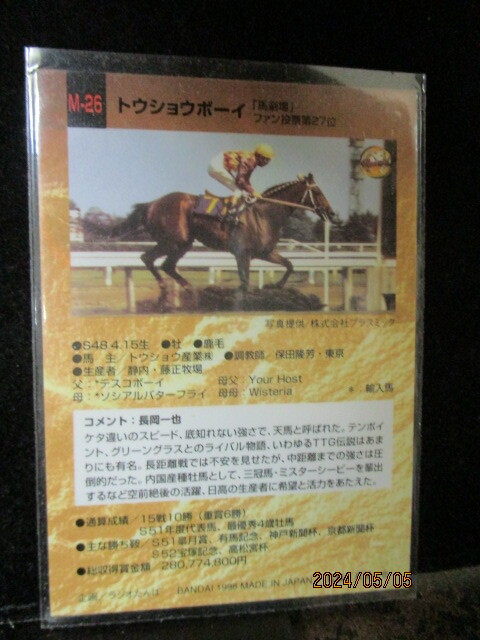 M-26 トウショウボーイ
「馬劇場」
ファン投票第27位
写真提供/株式会社プラスミック
●S48.4.15生 ●牡 ●鹿毛
●馬 主 トウショウ産業㈱ ●調教師 保田隆芳・東京
●生産者 静内・藤正牧場
父:*テスコボーイ 母父:Your Host
母:*ソシアルバターフライ 母母:Wisteria *:輸入馬
コメント:長岡一也
ケタ違いのスピード、底知れない強さで、天馬と呼ばれた。テンポイ
ント、グリーングラスとのライバル物語、いわゆるTTG伝説はあま
りにも有名。長距離戦では不安を見せたが、中距離までの強さは圧
倒的だった。内国産種牡馬として、三冠馬・ミスターシービーを輩出
するなど空前絶後の活躍、日高の生産者に希望と活力をあたえた。
●通算成績/15戦10勝(重賞6勝)
S51年度代表馬、最優秀4歳牡馬
●主な勝ち鞍/S51皐月賞、有馬記念、神戸新聞杯、京都新聞杯
S52宝塚記念、高松宮杯
●総収得賞金額/280,774,800円
企画/ラジオたんぱ BANDAI 1998 MADE IN JAPAN
2024/05/05